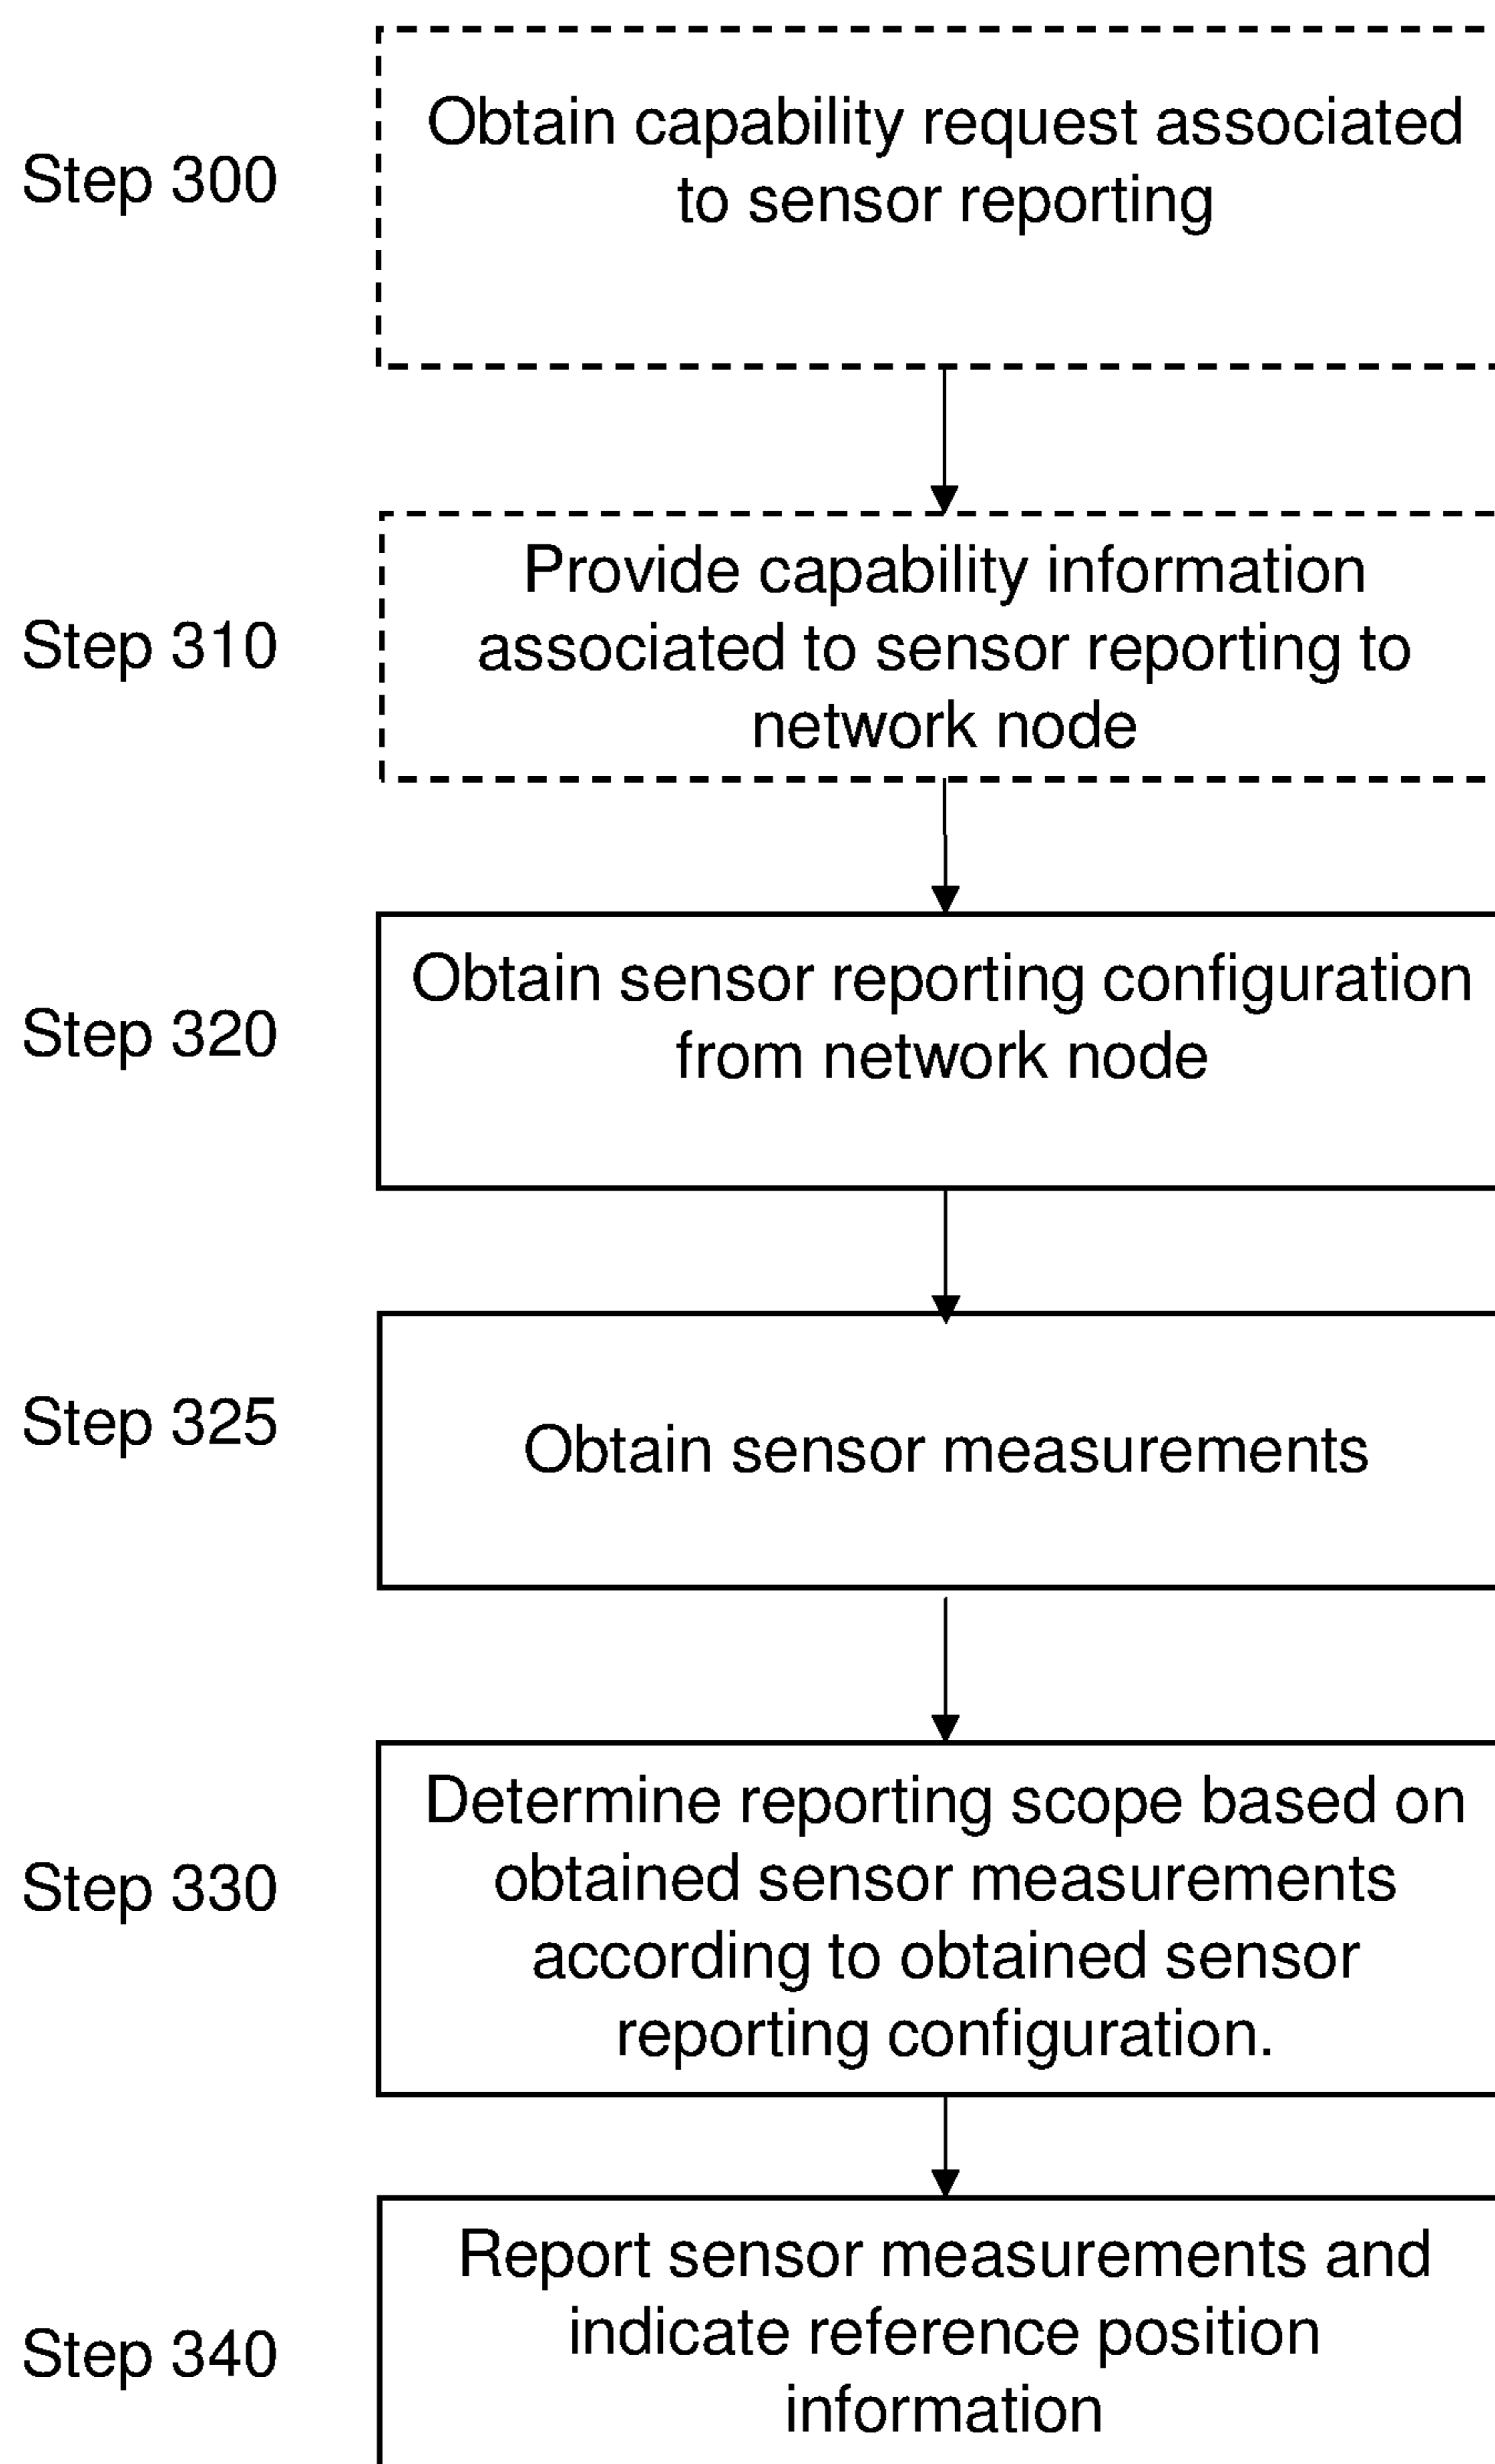 Step 300
Obtain capability request associated
to sensor reporting
Step 310
Provide capability information
associated to sensor reporting to
network node
Step 320
Obtain sensor reporting configuration
from network node
Step 325
Obtain sensor measurements
Step 330
Determine reporting scope based on
obtained sensor measurements
according to obtained sensor
reporting configuration.
Step 340
Report sensor measurements and
indicate reference position
information